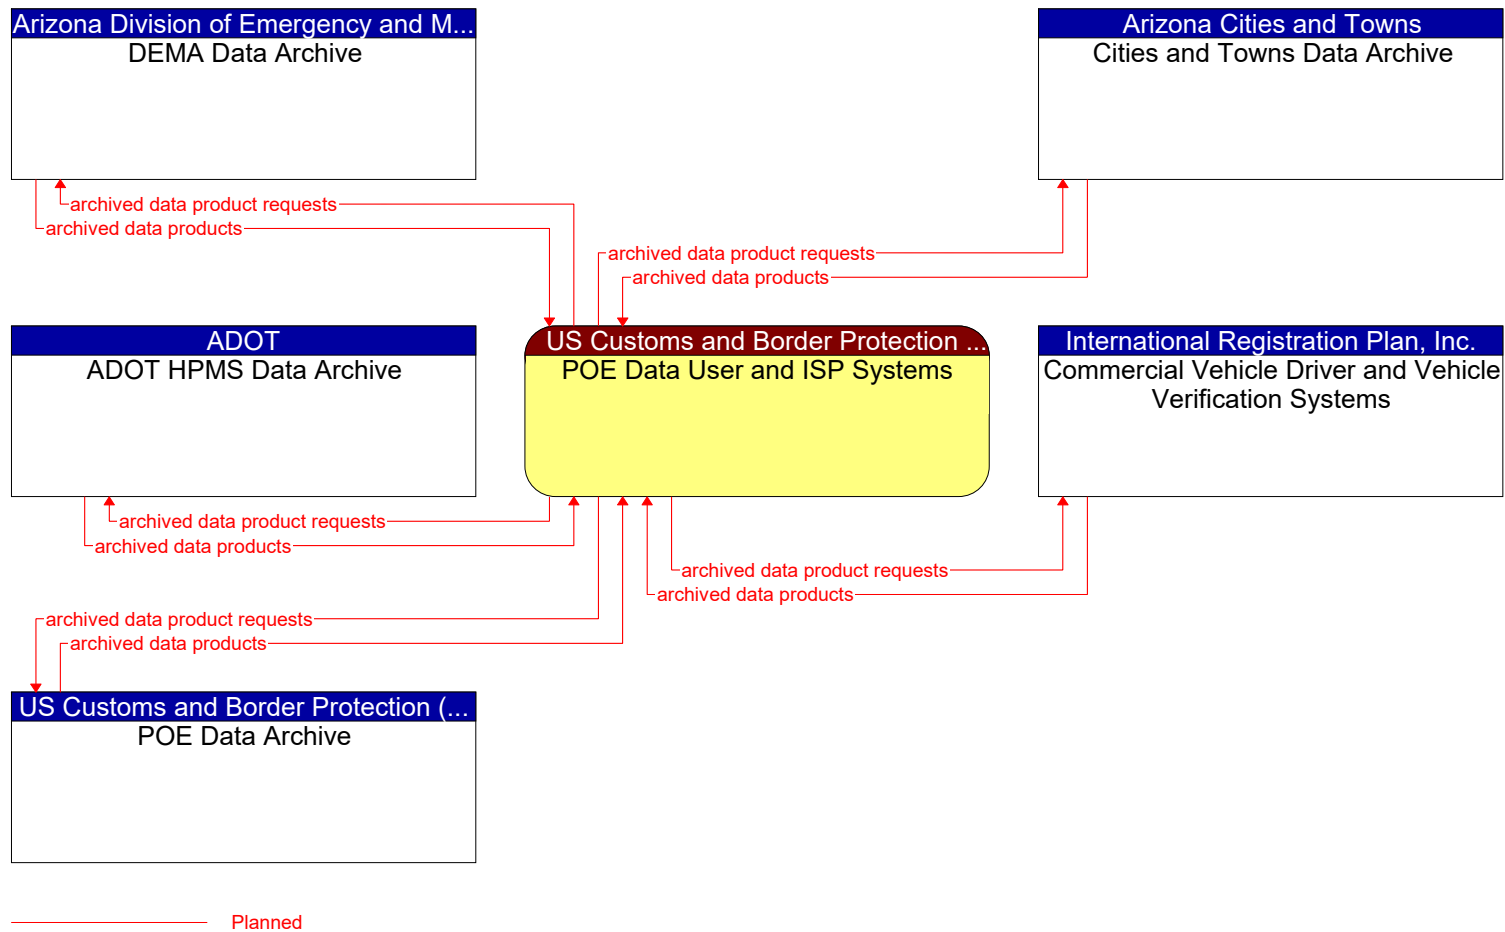 Arizona Division of Emergency and M...
DEMA Data Archive
Arizona Cities and Towns
Cities and Towns Data Archive
archived data product requests
archived data products
archived data product requests
archived data products
ADOT
ADOT HPMS Data Archive
US Customs and Border Protection ...
POE Data User and ISP Systems
International Registration Plan, Inc.
Commercial Vehicle Driver and Vehicle
Verification Systems
archived data product requests
archived data products
archived data product requests
archived data products
archived data product requests
archived data products
US Customs and Border Protection (...
POE Data Archive
Planned